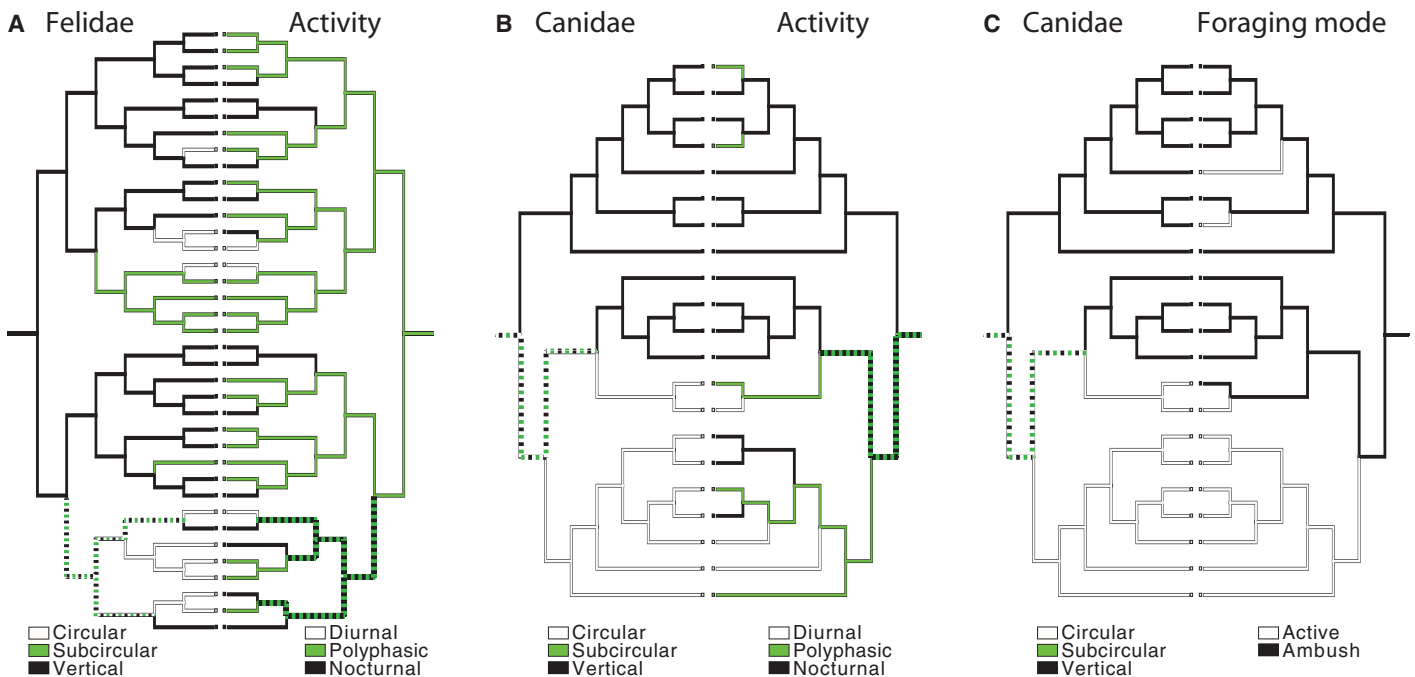 A Felidae Activity
Circular
Subcircular
Vertical
Diurnal
Polyphasic
Nocturnal
B Canidae Activity
Circular
Subcircular
Vertical
Diurnal
Polyphasic
Nocturnal
C Canidae Foraging mode
Circular
Subcircular
Vertical
Active
Ambush